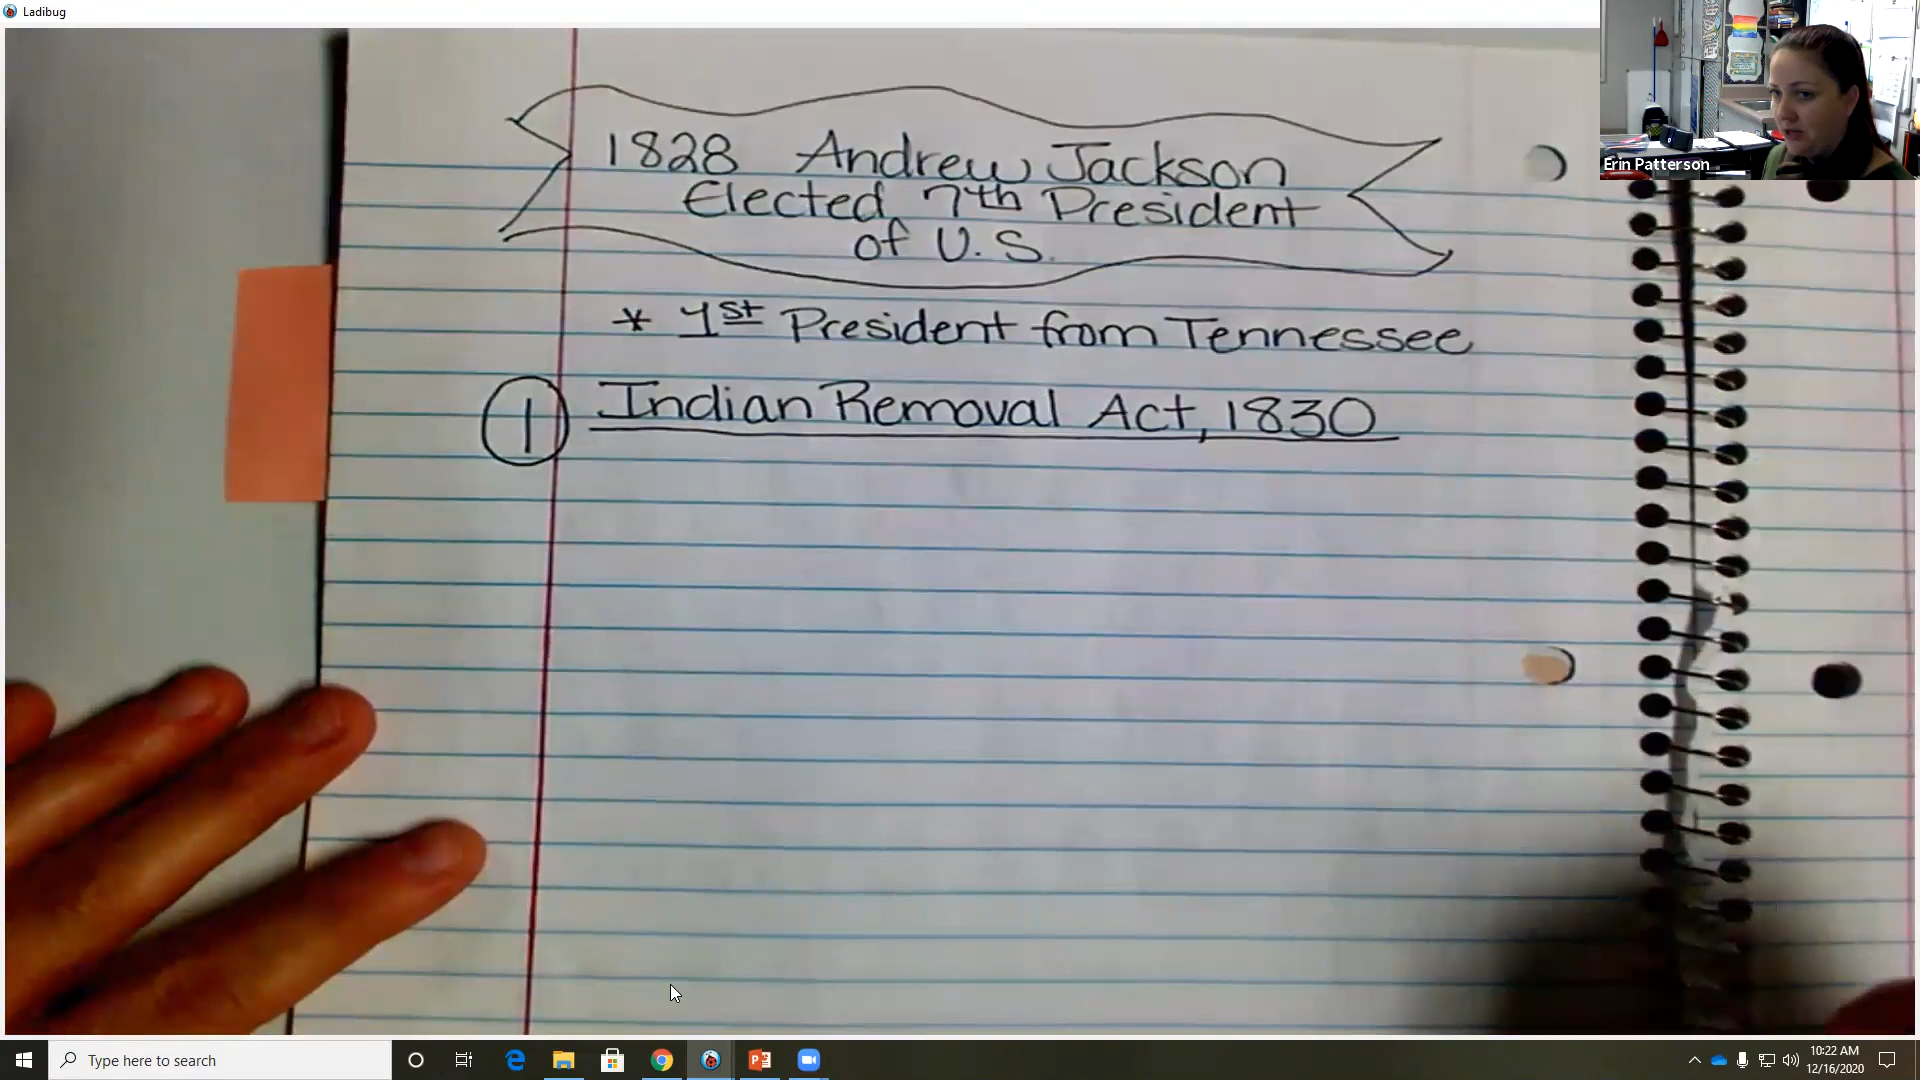 Ladibug
Erin Patterson
1828 Andrew Jackson
Elected 7th President
of U.S.
* 1st President from Tennessee
1 Indian Removal Act, 1830
Type here to search
10:22 AM
12/16/2020